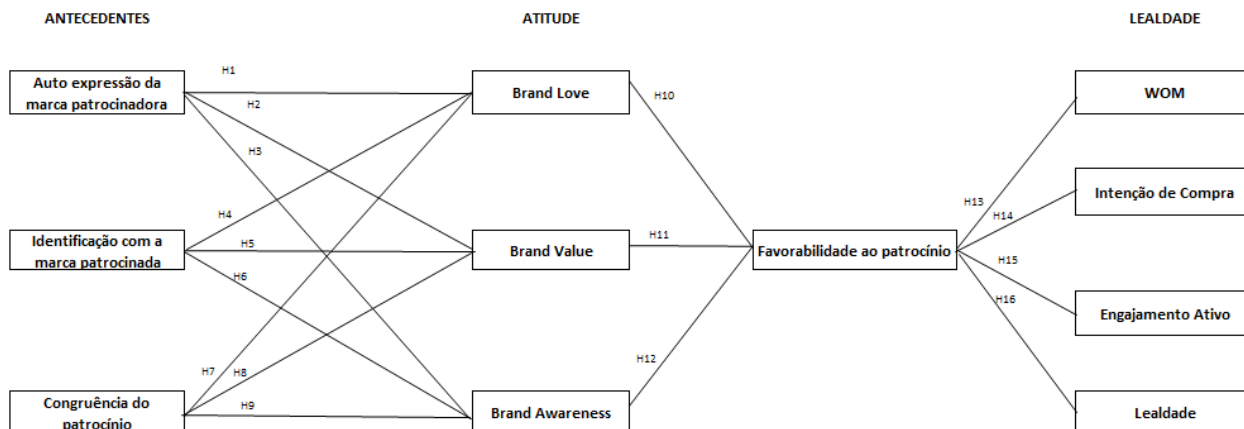 ANTECEDENTES
ATITUDE
LEALDADE
Auto expressão da
marca patrocinadora
H1
H2
H3
Brand Love
H10
WOM
H4
H5
H6
Identificação com a
marca patrocinada
Brand Value
H11
Favorabilidade ao patrocínio
H13
H14
H15
H16
Intenção de Compra
Engajamento Ativo
H7
H8
H9
Congruência do
patrocínio
Brand Awareness
H12
Lealdade